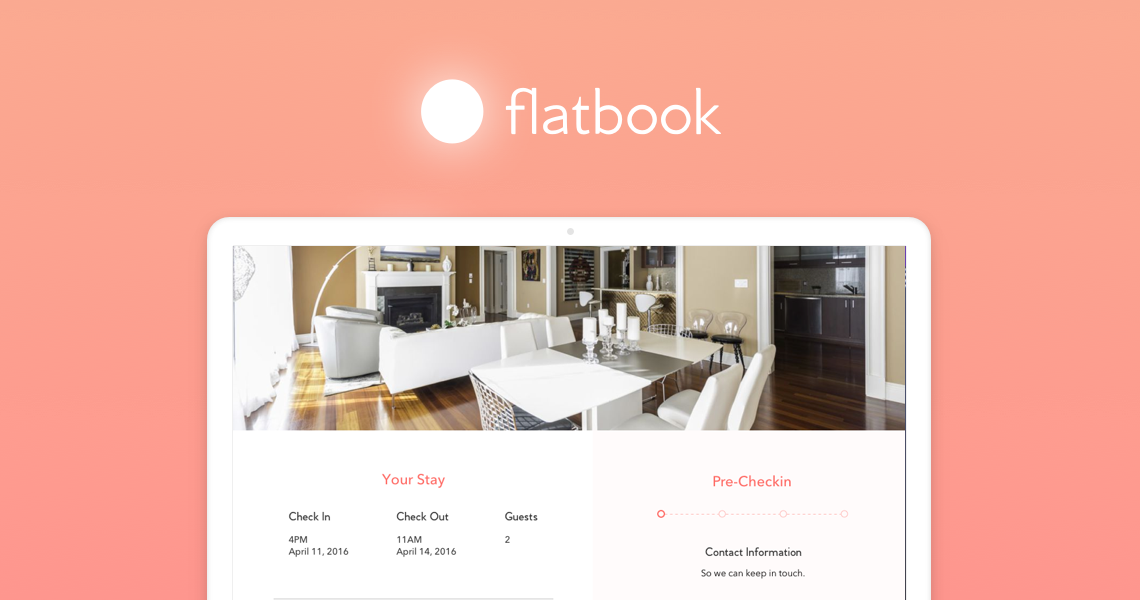 flatbook
Your Stay
Check In
4PM
April 11, 2016
Check Out
11AM
April 14, 2016
Guests
2
Pre-Checkin
Contact Information
So we can keep in touch.